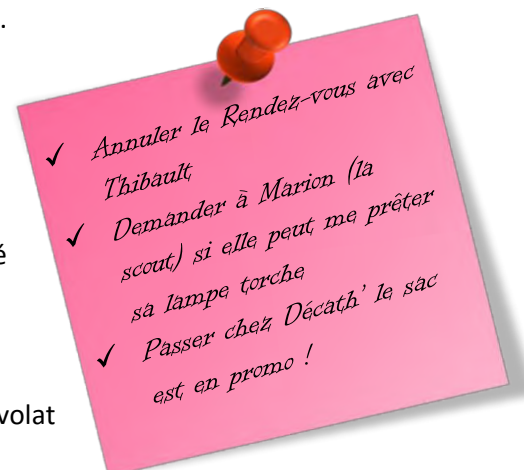 .
✓ Annuler le Rendez-vous avec
Thibault
✓ Demander à Marion (la
scout) si elle peut me prêter
é
sa lampe torche
✓ Passer chez Décath' le sac
est en promo !
volat